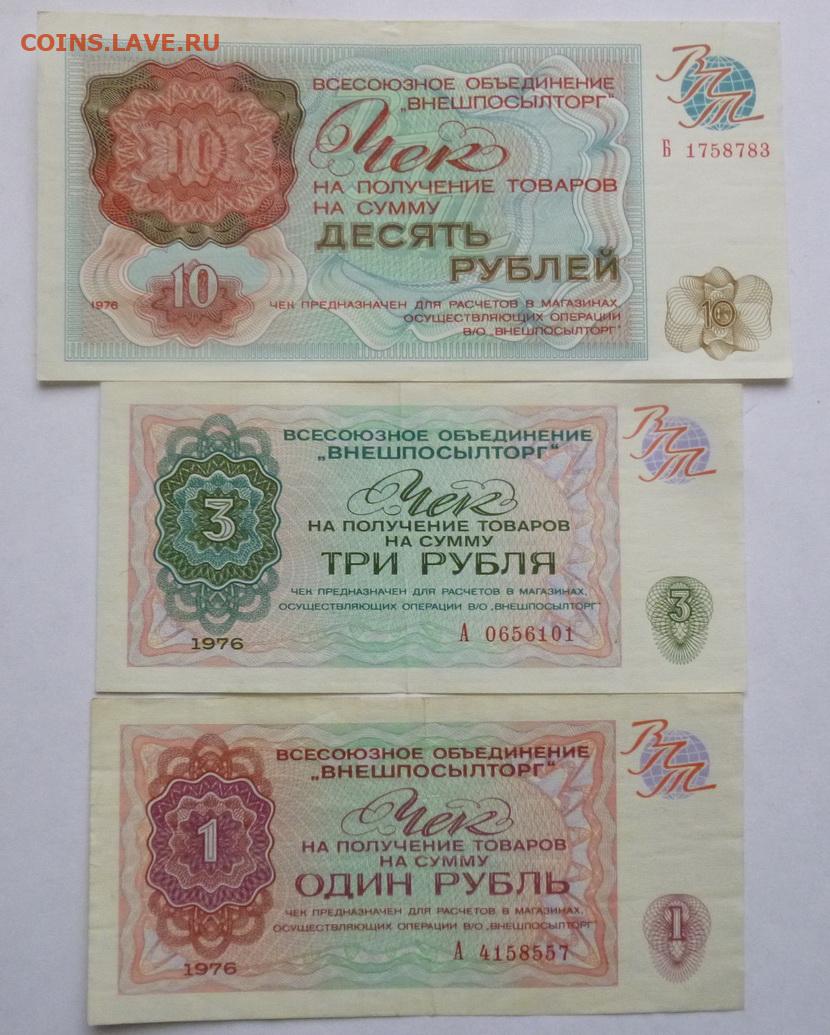 COINS.LAVE.RU
ВСЕСОЮЗНОЕ ОБЪЕДИНЕНИЕ
„ВНЕШПОСЫЛТОРГ“
ВПТ
10
Чек
Б 1758783
НА ПОЛУЧЕНИЕ ТОВАРОВ
НА СУММУ
ДЕСЯТЬ
РУБЛЕЙ
10
1976
ЧЕК ПРЕДНАЗНАЧЕН ДЛЯ РАСЧЕТОВ В МАГАЗИНАХ,
ОСУЩЕСТВЛЯЮЩИХ ОПЕРАЦИИ
В/О „ВНЕШПОСЫЛТОРГ“
10
ВСЕСОЮЗНОЕ ОБЪЕДИНЕНИЕ
„ВНЕШПОСЫЛТОРГ“
ВПТ
Чек
3
НА ПОЛУЧЕНИЕ ТОВАРОВ
НА СУММУ
ТРИ РУБЛЯ
ЧЕК ПРЕДНАЗНАЧЕН ДЛЯ РАСЧЕТОВ В МАГАЗИНАХ,
ОСУЩЕСТВЛЯЮЩИХ ОПЕРАЦИИ В/О „ВНЕШПОСЫЛТОРГ“
3
1976
А 0656101
ВСЕСОЮЗНОЕ ОБЪЕДИНЕНИЕ
„ВНЕШПОСЫЛТОРГ“
ВПТ
Чек
1
НА ПОЛУЧЕНИЕ ТОВАРОВ
НА СУММУ
ОДИН РУБЛЬ
ЧЕК ПРЕДНАЗНАЧЕН ДЛЯ РАСЧЕТОВ В МАГАЗИНАХ,
ОСУЩЕСТВЛЯЮЩИХ ОПЕРАЦИИ В/О „ВНЕШПОСЫЛТОРГ“
1
1976
А 4158557